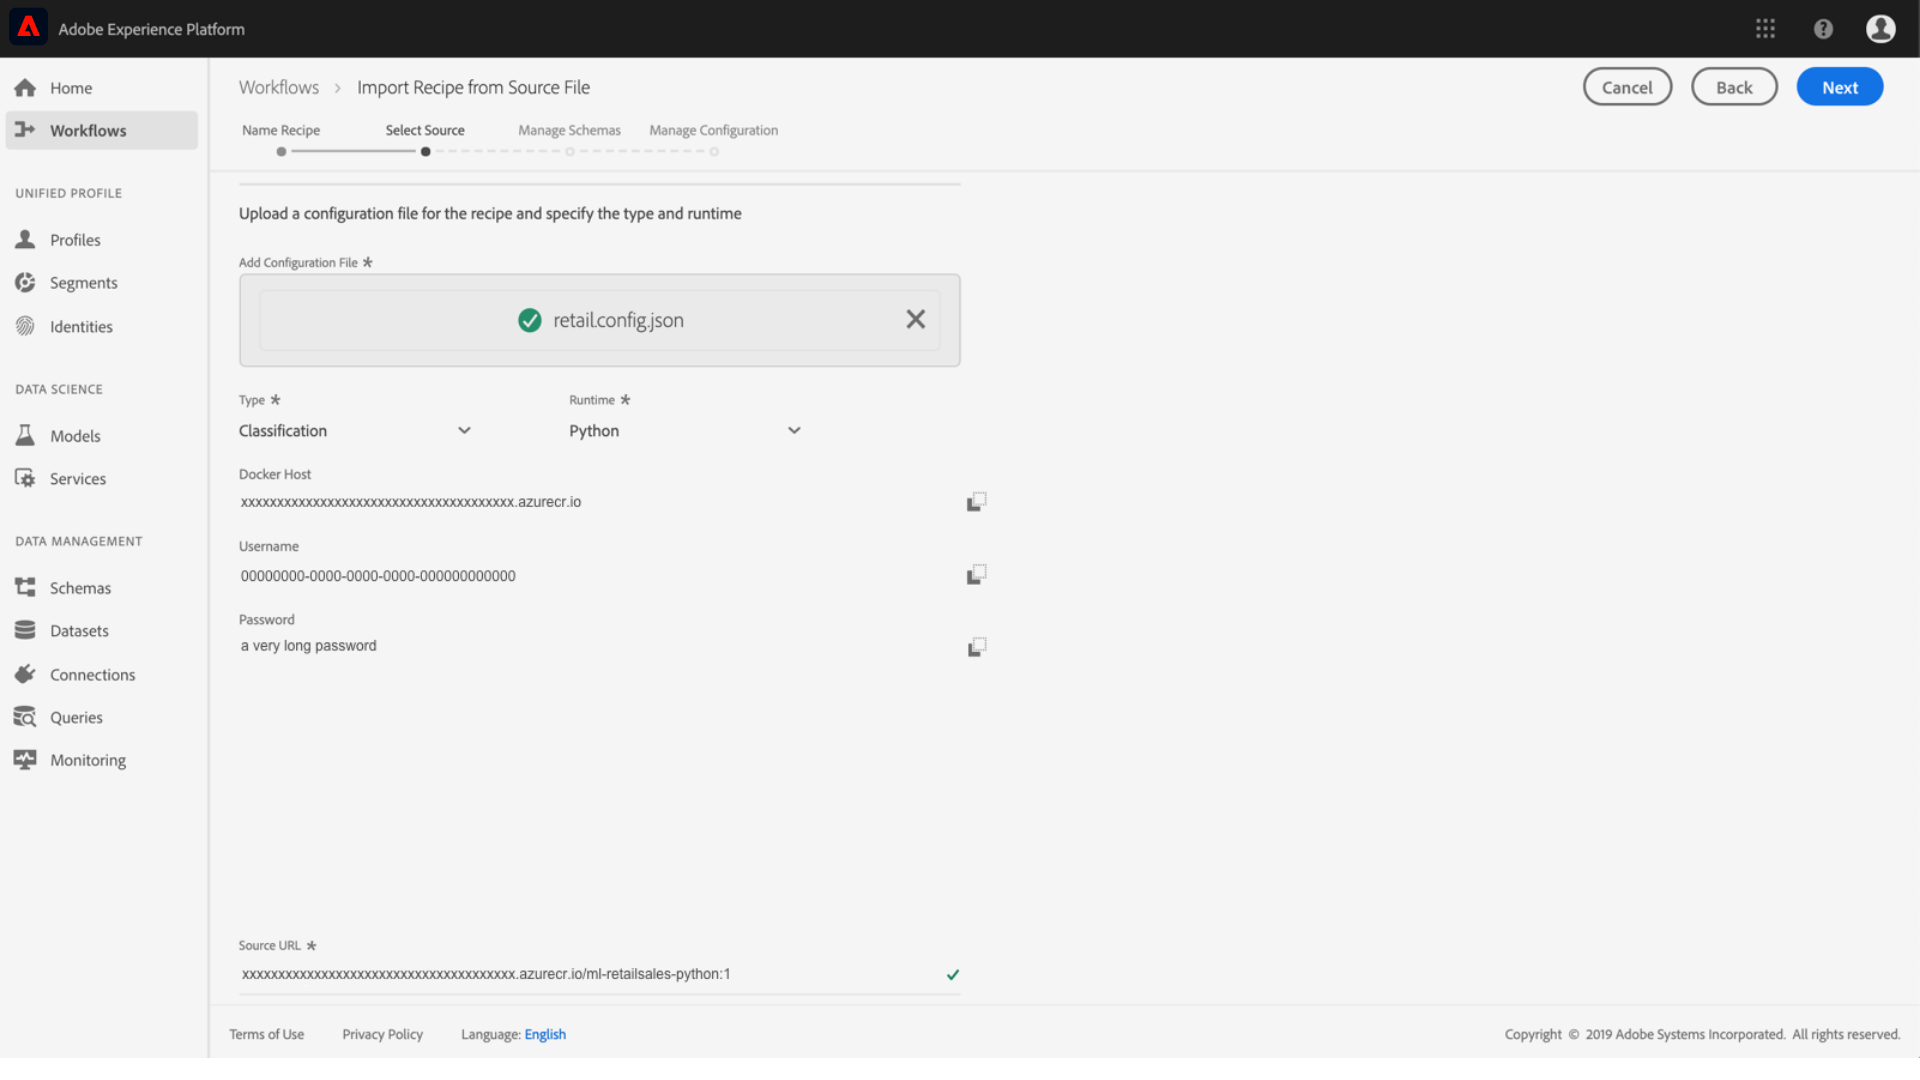 Adobe Experience Platform
Home
Workflows
UNIFIED PROFILE
Profiles
Segments
Identities
DATA SCIENCE
Models
Services
DATA MANAGEMENT
Schemas
Datasets
Connections
Queries
Monitoring
Workflows > Import Recipe from Source File
Cancel Back Next
Name Recipe Select Source Manage Schemas Manage Configuration
Upload a configuration file for the recipe and specify the type and runtime
Add Configuration File *
retail.config.json
Type * Runtime *
Classification Python
Docker Host
xxxxxxxxxxxxxxxxxxxxxxxxxxxxxxxxxxxxxx.azurecr.io
Username
00000000-0000-0000-0000-000000000000
Password
a very long password
Source URL *
xxxxxxxxxxxxxxxxxxxxxxxxxxxxxxxxxxxxxx.azurecr.io/ml-retailsales-python:1
Terms of Use Privacy Policy Language: English
Copyright © 2019 Adobe Systems Incorporated. All rights reserved.